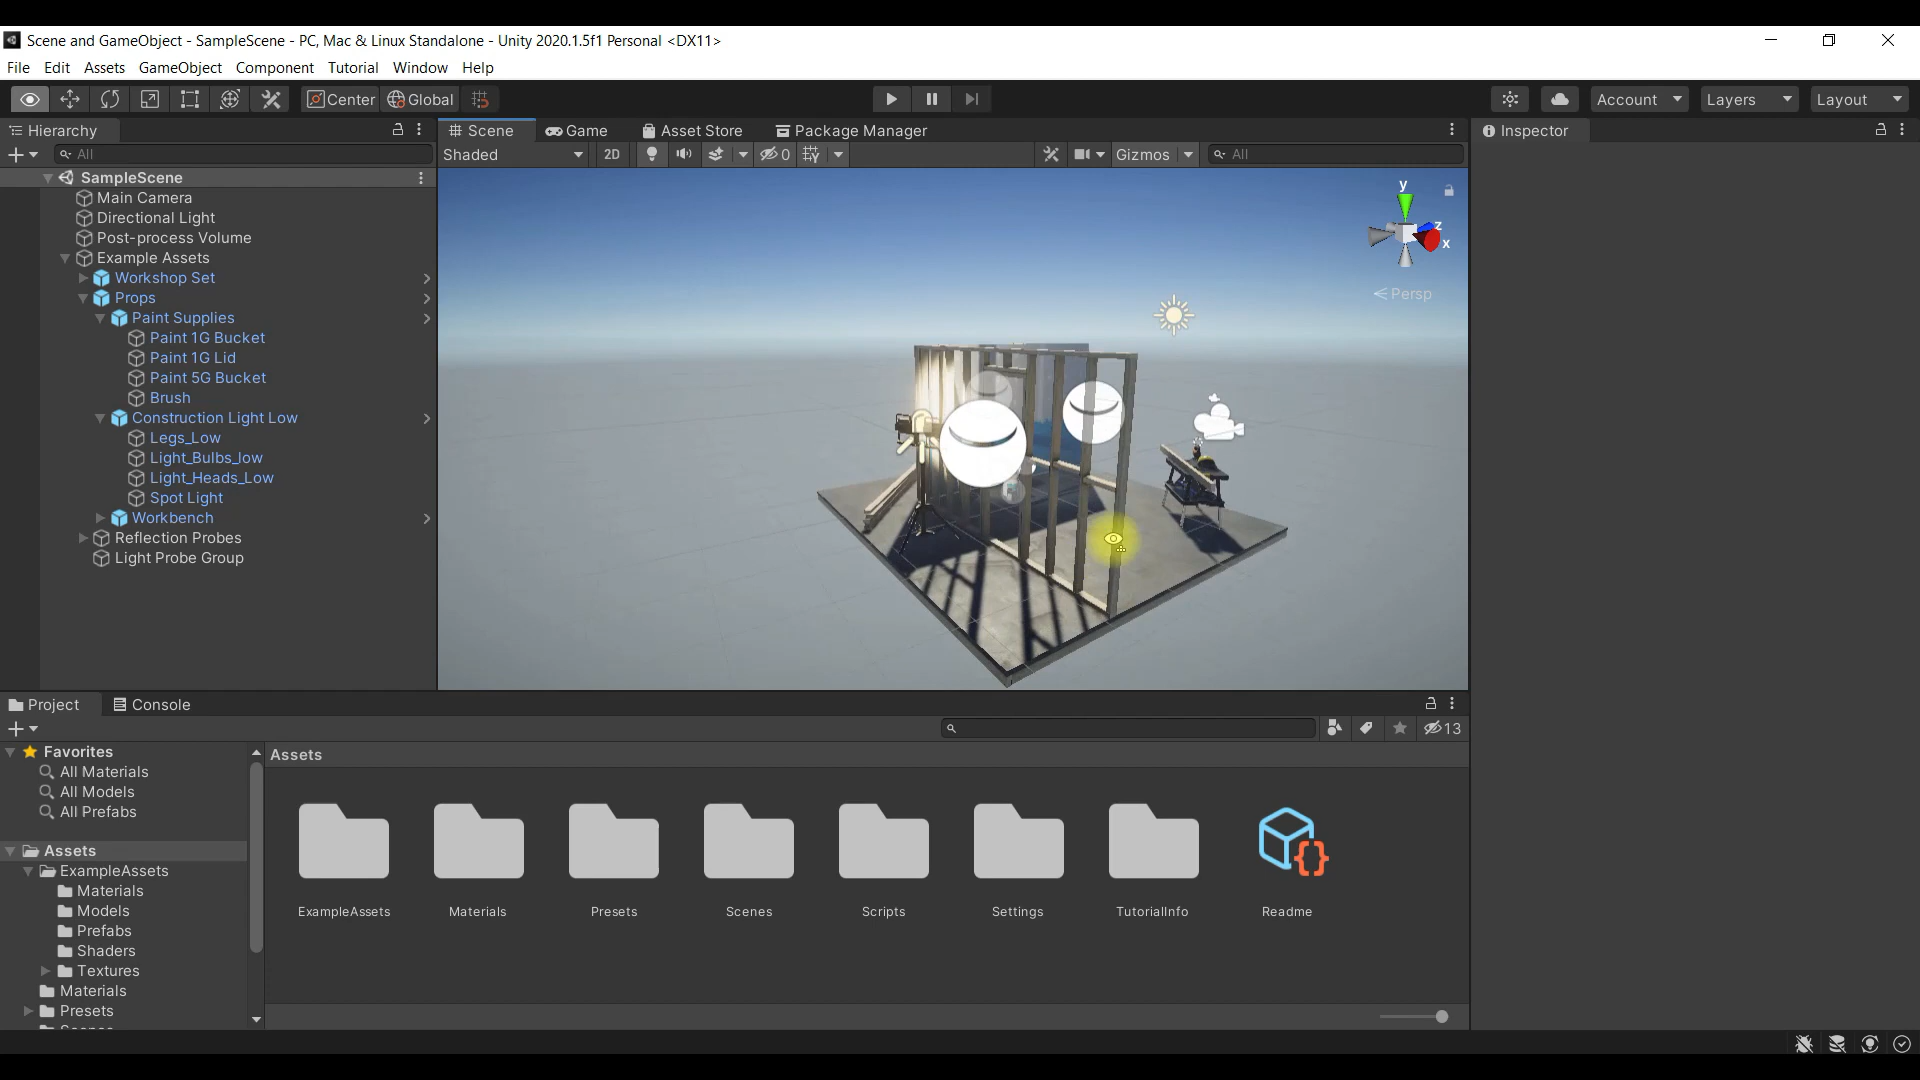 Scene and GameObject - SampleScene - PC, Mac & Linux Standalone - Unity 2020.1.5f1 Personal <DX11>
File Edit Assets GameObject Component Tutorial Window Help
Center Global Account Layers Layout
Hierarchy
All
SampleScene
Main Camera
Directional Light
Post-process Volume
Example Assets
Workshop Set
Props
Paint Supplies
Paint 1G Bucket
Paint 1G Lid
Paint 5G Bucket
Brush
Construction Light Low
Legs_Low
Light_Bulbs_low
Light_Heads_Low
Spot Light
Workbench
Reflection Probes
Light Probe Group
Scene Game Asset Store Package Manager
Shaded 2D 0 Gizmos All
y
z
x
Persp
Inspector
Project Console
13
Favorites
All Materials
All Models
All Prefabs
Assets
ExampleAssets
Materials
Models
Prefabs
Shaders
Textures
Materials
Presets
Assets
ExampleAssets Materials Presets Scenes Scripts Settings TutorialInfo Readme